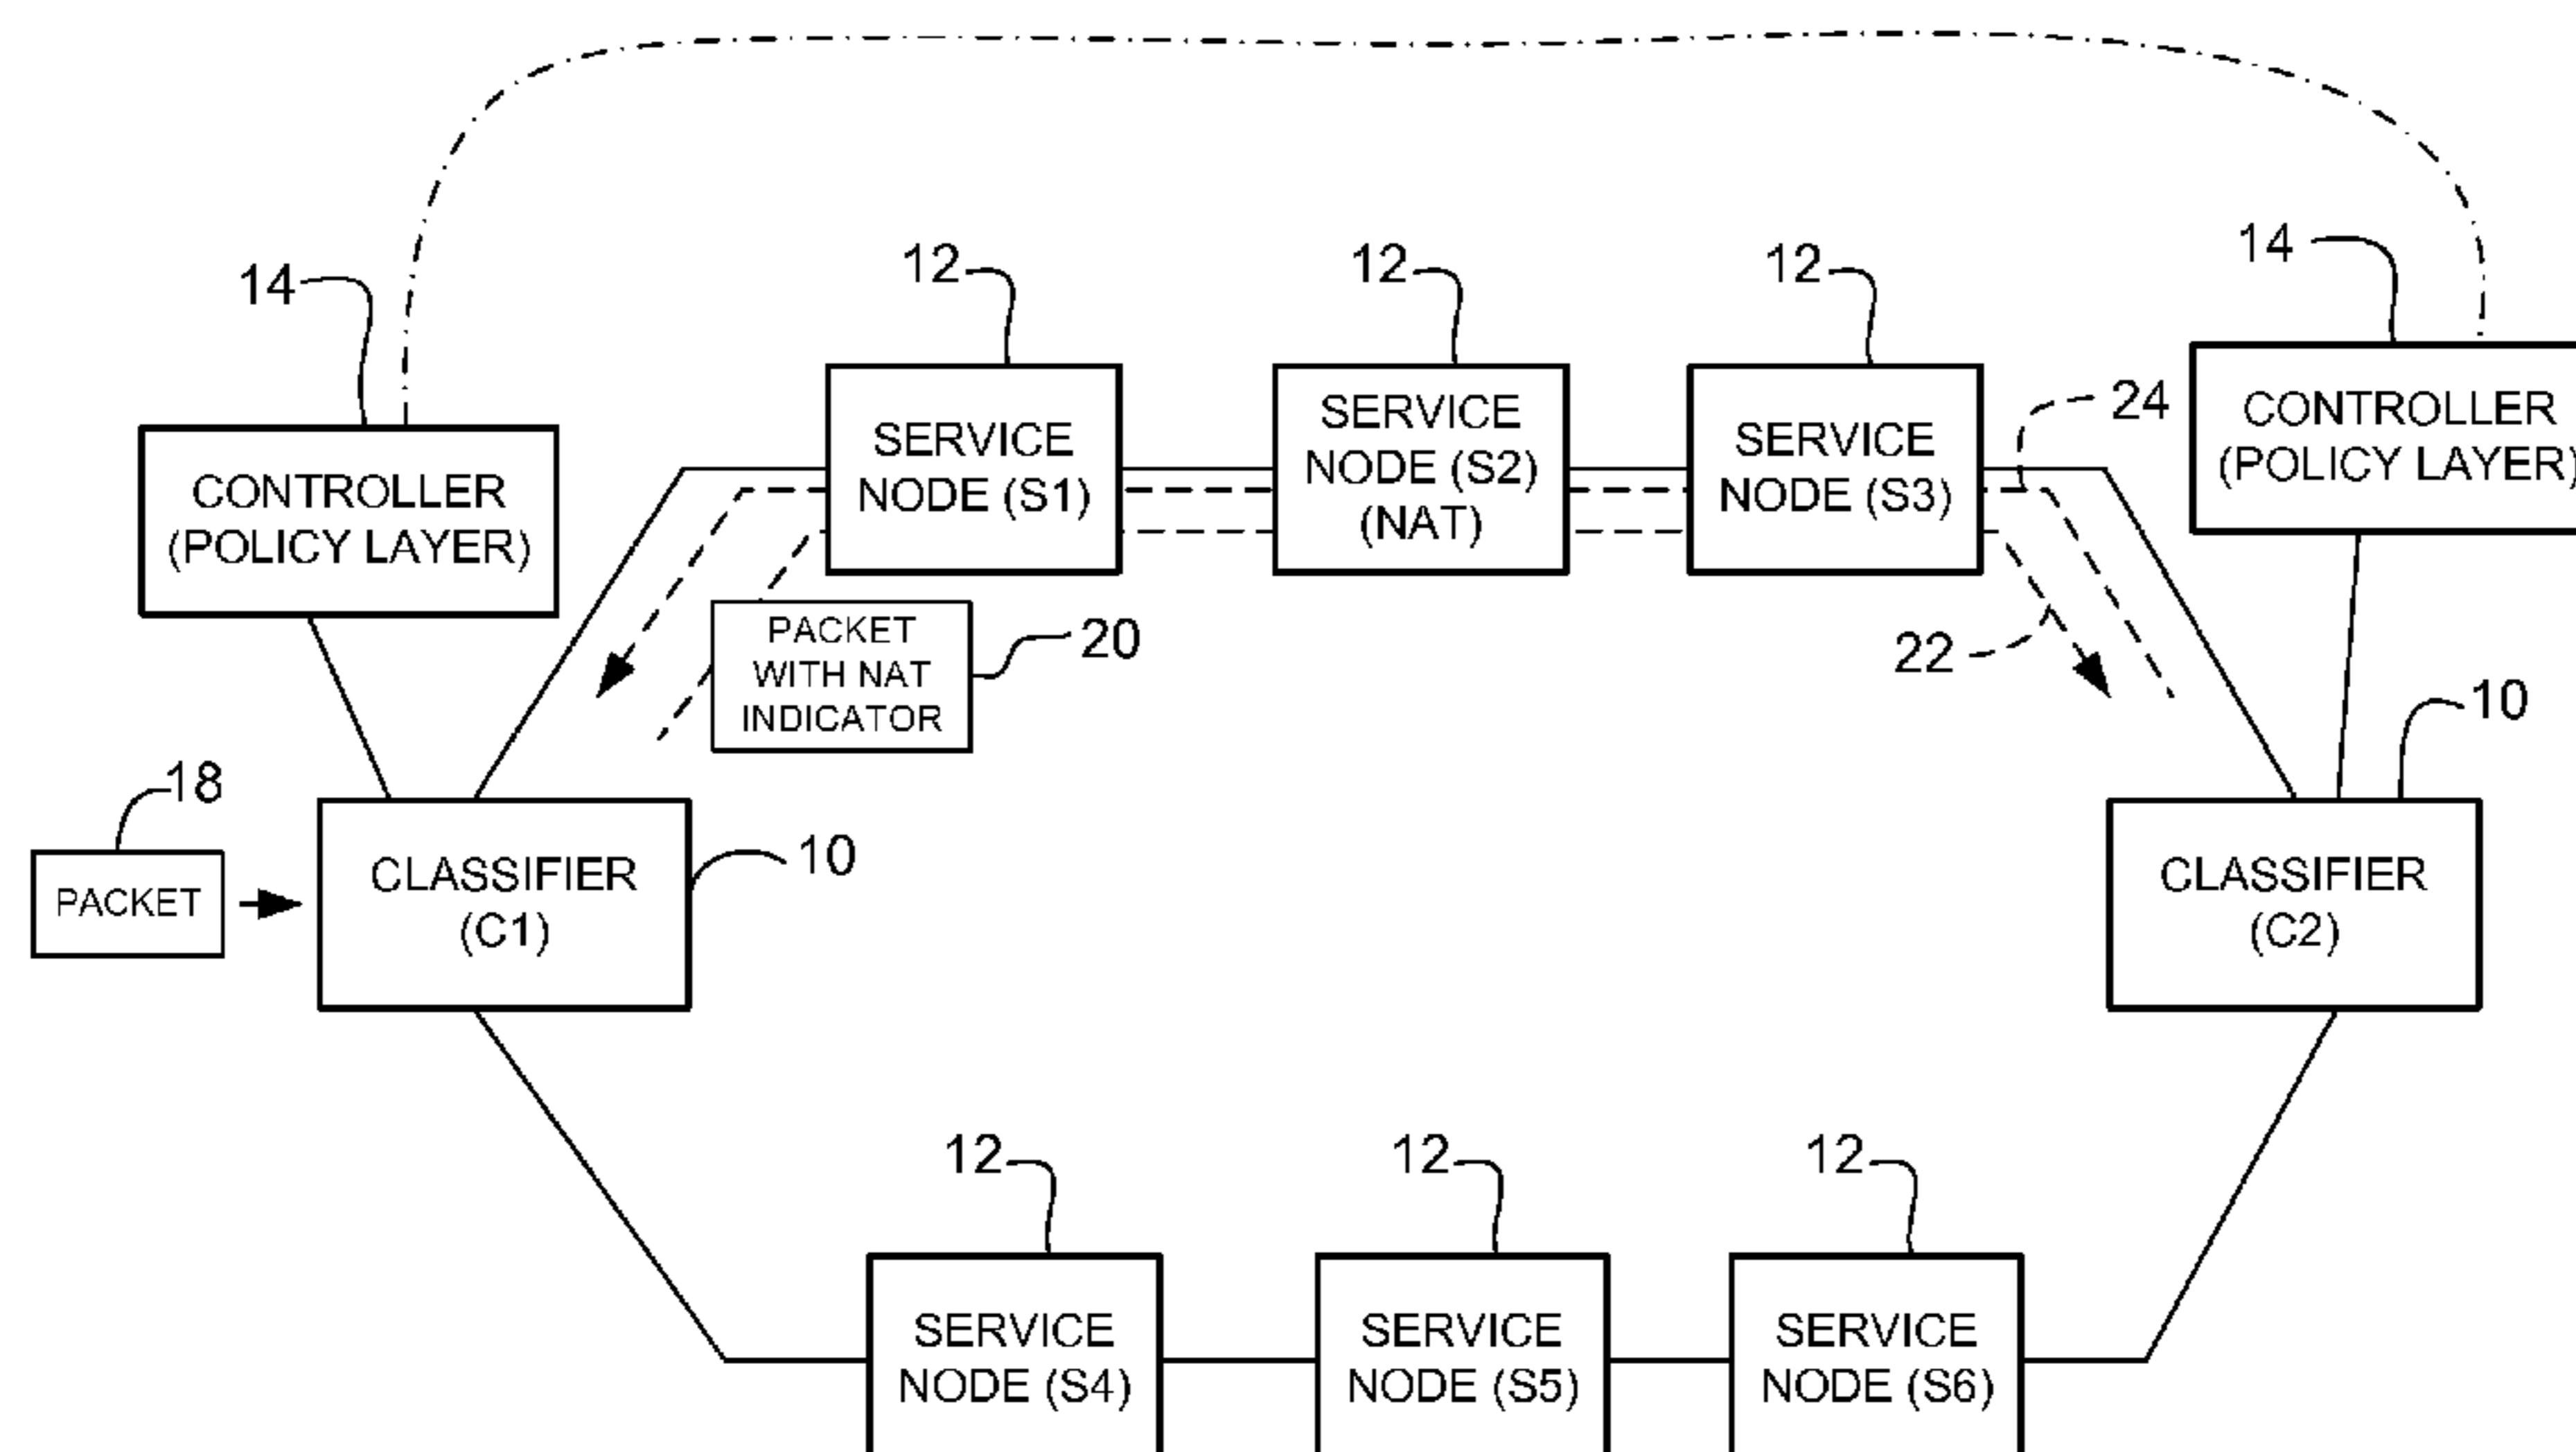 14
12
12
12
14
CONTROLLER
(POLICY LAYER)
SERVICE
NODE (S1)
SERVICE
NODE (S2)
(NAT)
SERVICE
NODE (S3)
24
CONTROLLER
(POLICY LAYER)
PACKET
WITH NAT
INDICATOR
20
22
10
18
PACKET
CLASSIFIER
(C1)
10
CLASSIFIER
(C2)
12
12
12
SERVICE
NODE (S4)
SERVICE
NODE (S5)
SERVICE
NODE (S6)